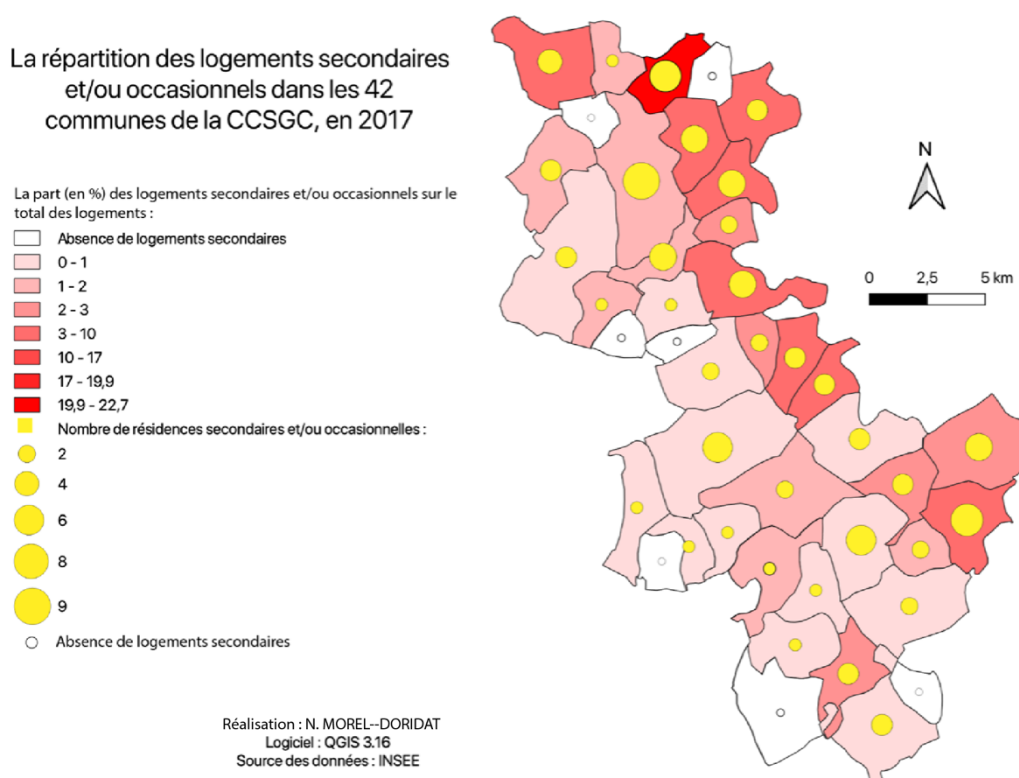 La répartition des logements secondaires
et/ou occasionnels dans les 42
communes de la CCSGC, en 2017
La part (en %) des logements secondaires et/ou occasionnels sur le
total des logements :
Absence de logements secondaires
0 - 1
1 - 2
2 - 3
3 - 10
10 - 17
17 - 19,9
19,9 - 22,7
Nombre de résidences secondaires et/ou occasionnelles :
2
4
6
8
9
Absence de logements secondaires
Réalisation : N. MOREL--DORIDAT
Logiciel : QGIS 3.16
Source des données : INSEE
N
0 2,5 5 km